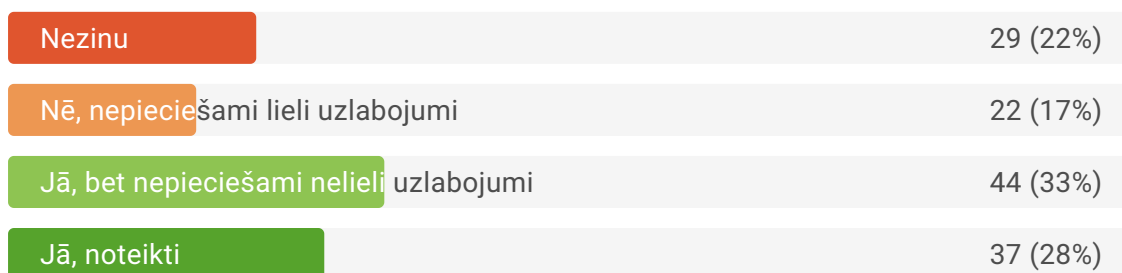 Nezinu 29 (22%)
Nē, nepieciešami lieli uzlabojumi 22 (17%)
Jā, bet nepieciešami nelieli uzlabojumi 44 (33%)
Jā, noteikti 37 (28%)